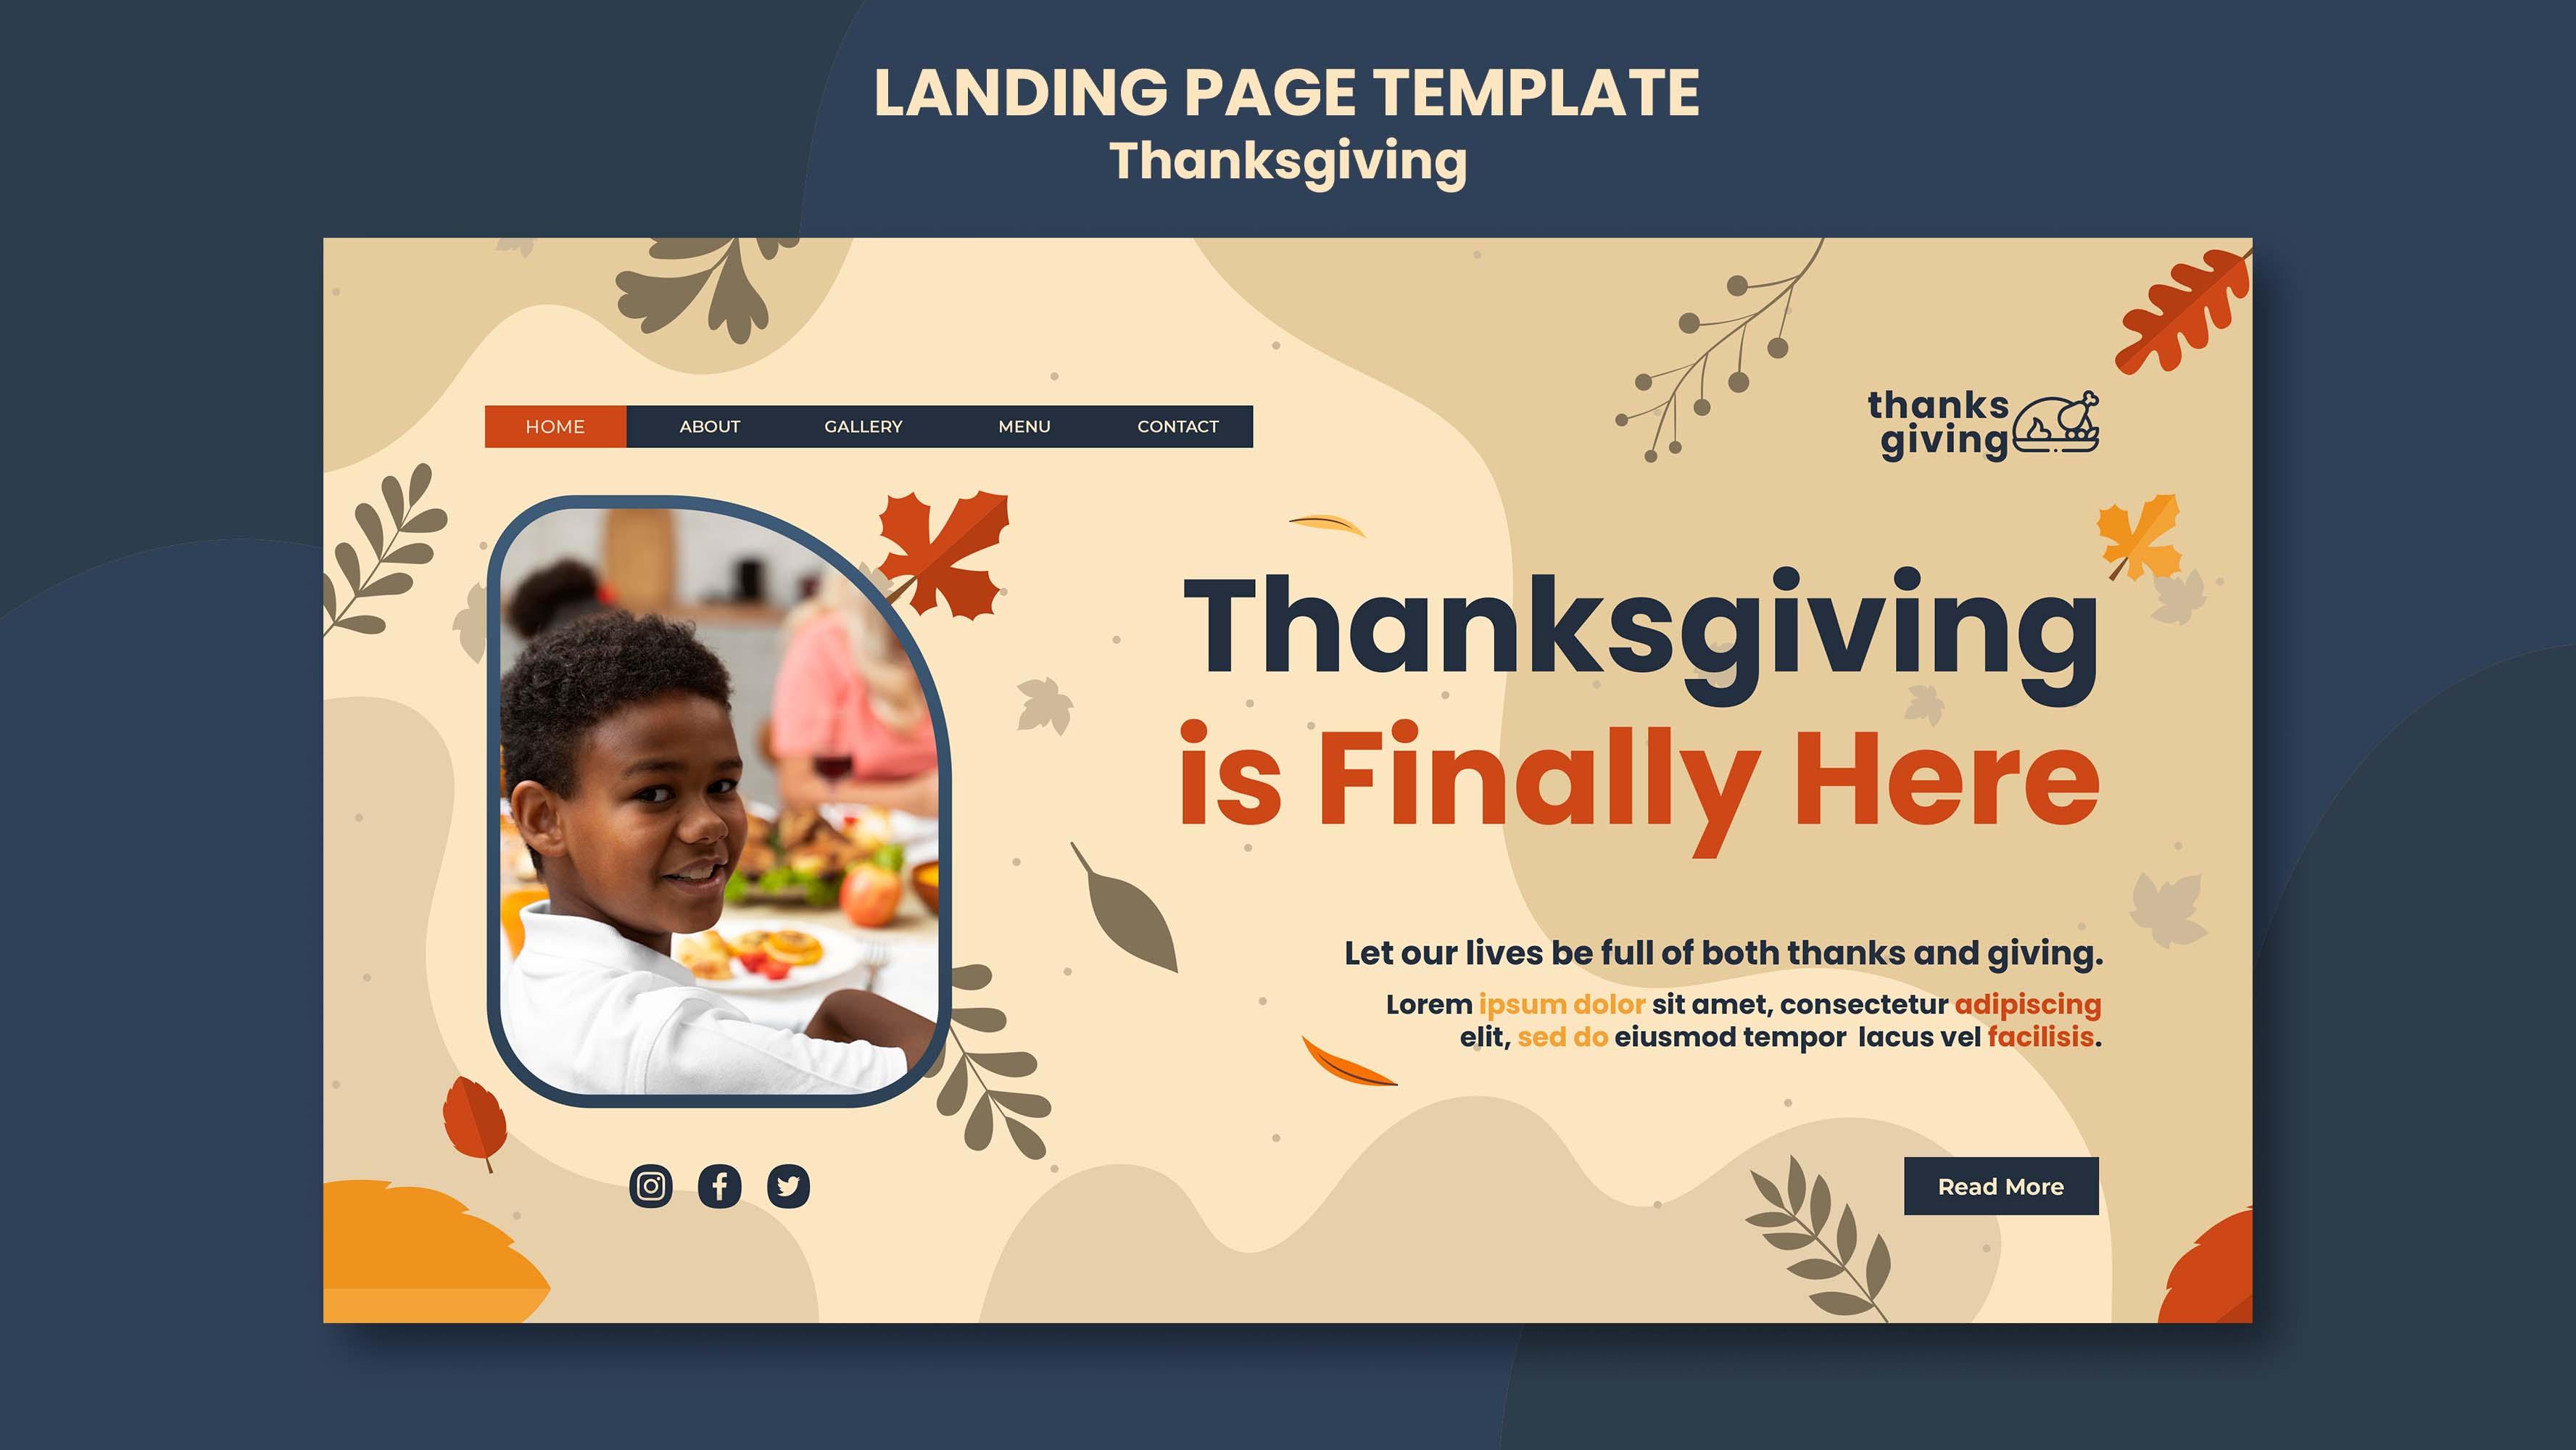 LANDING PAGE TEMPLATE
Thanksgiving
HOME ABOUT GALLERY MENU CONTACT
thanks
giving
Thanksgiving
is Finally Here
Let our lives be full of both thanks and giving.
Lorem ipsum dolor sit amet, consectetur adipiscing
elit, sed do eiusmod tempor lacus vel facilisis.
Read More